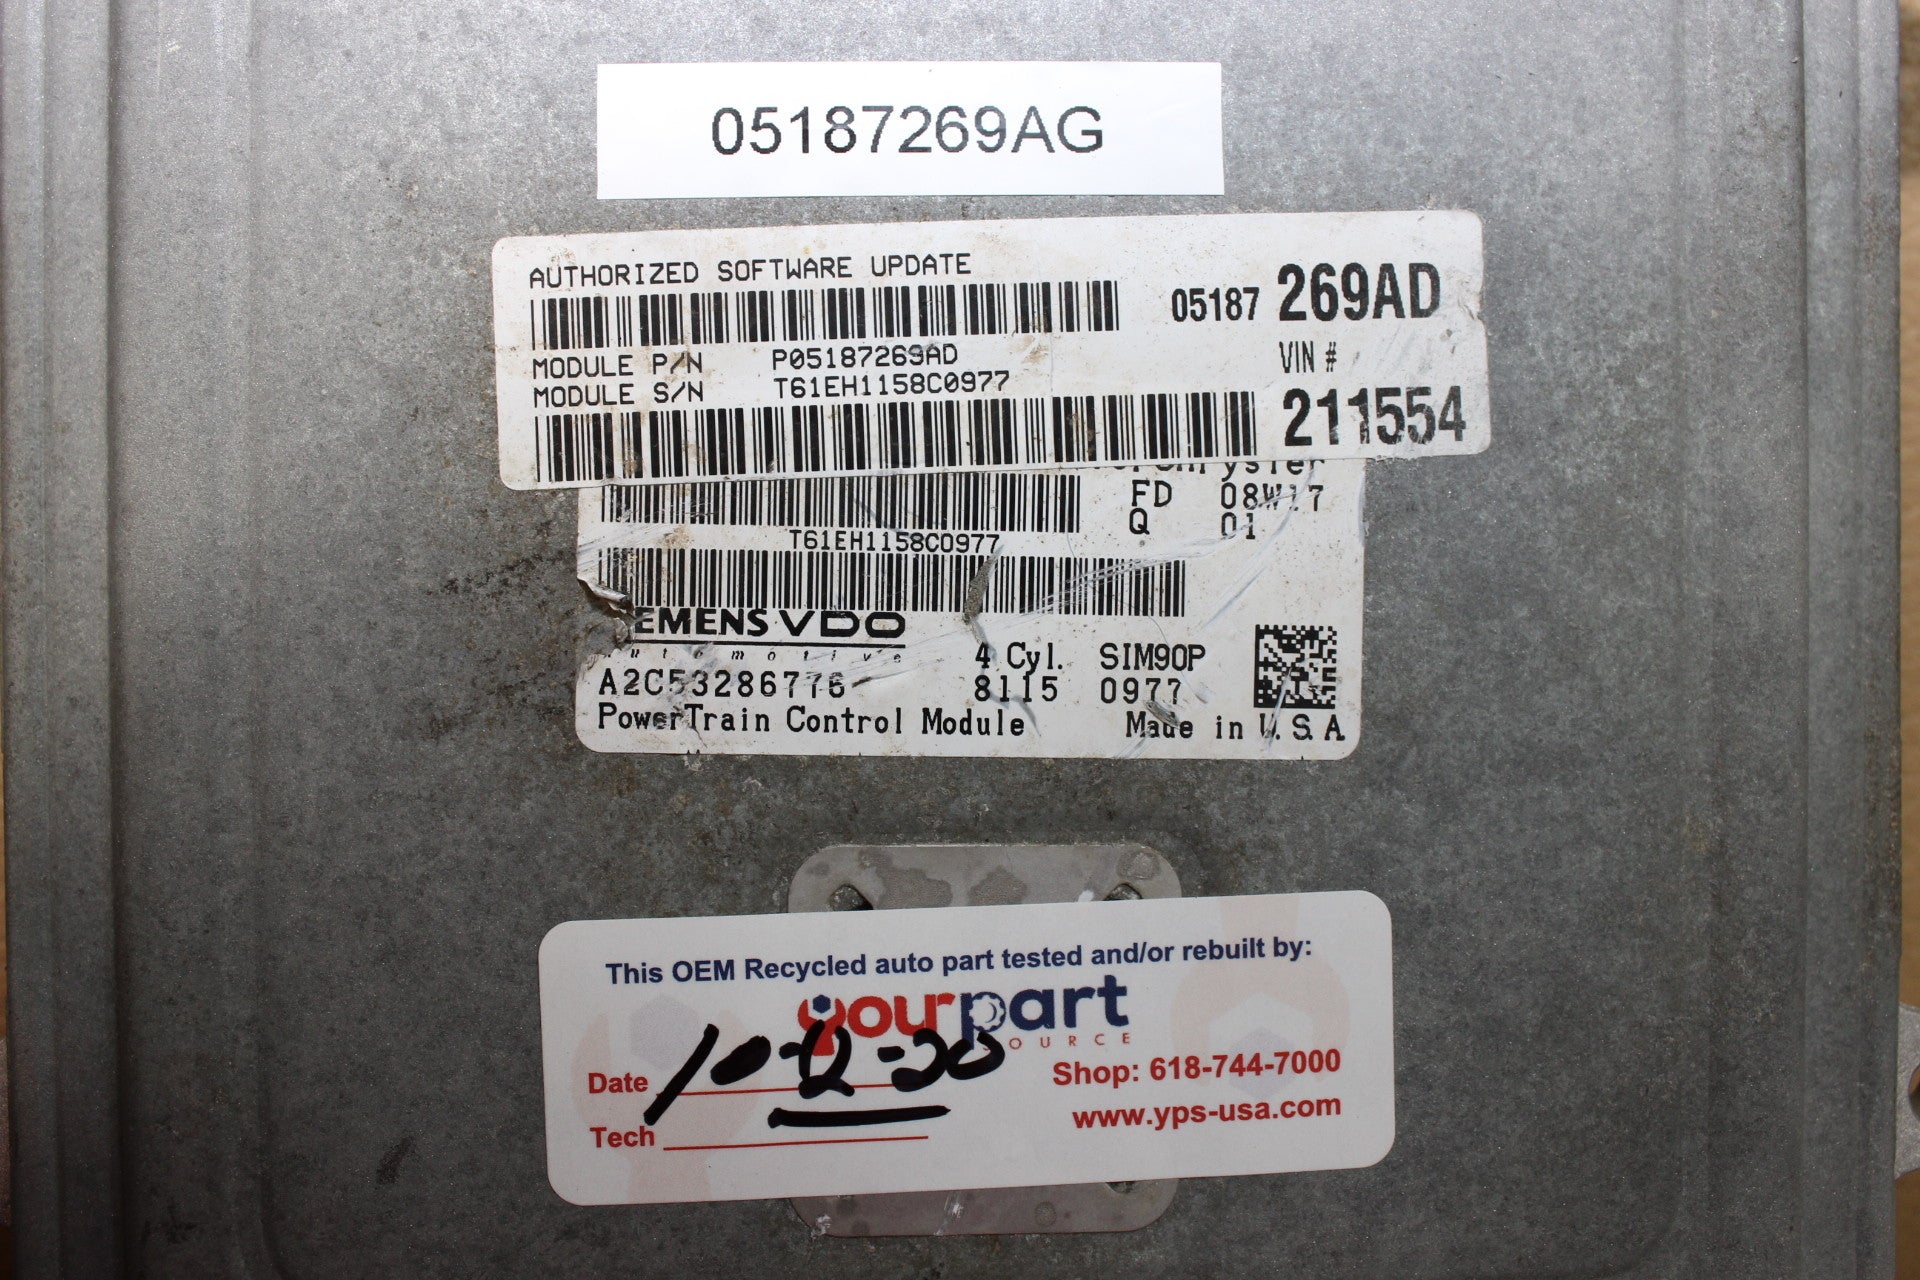 05187269AG
AUTHORIZED SOFTWARE UPDATE
05187 269AD
MODULE P/N P05187269AD
MODULE S/N T61EH1158C0977
VIN #
211554
FD 08W17
Q 01
T61EH1158C0977
EMENS VDO
4 Cyl. SIM90P
A2C53286776 8115 0977
PowerTrain Control Module Made in U.S.A
This OEM Recycled auto part tested and/or rebuilt by:
yourpart
SOURCE
Date 10-12-20
Shop: 618-744-7000
www.yps-usa.com
Tech